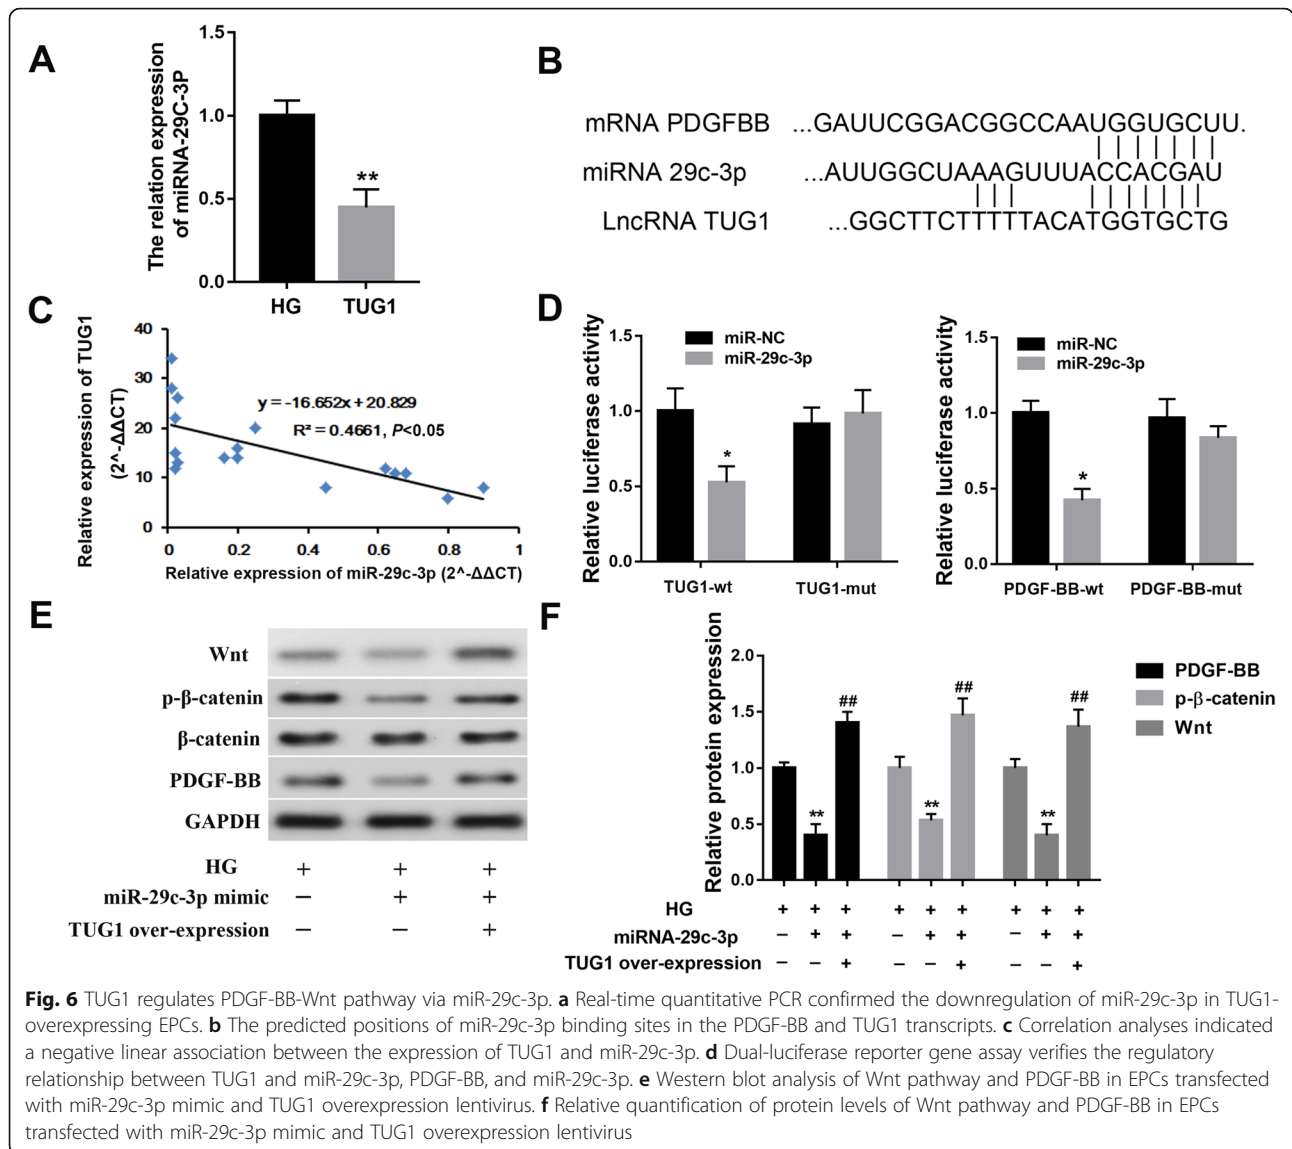 A
The relation expression
of miRNA-29C-3P
1.5
1.0
0.5
0.0
**
HG TUG1
B
mRNA PDGFBB ...GAUUCGGACGGCCAAUGGUGCUU.
miRNA 29c-3p ...AUUGGCUAAAGUUUACCACGAU
LncRNA TUG1 ...GGCTTCTTTTTACATGGTGCTG
C
Relative expression of TUG1
(2^-ΔΔCT)
40
30
20
10
0
y = -16.652x + 20.829
R² = 0.4661, P<0.05
0 0.2 0.4 0.6 0.8 1
Relative expression of miR-29c-3p (2^-ΔΔCT)
D
Relative luciferase activity
1.5
1.0
0.5
0.0
miR-NC
miR-29c-3p
*
TUG1-wt TUG1-mut
Relative luciferase activity
1.5
1.0
0.5
0.0
miR-NC
miR-29c-3p
*
PDGF-BB-wt PDGF-BB-mut
E
Wnt
p-β-catenin
β-catenin
PDGF-BB
GAPDH
HG + + +
miR-29c-3p mimic − + +
TUG1 over-expression − − +
F
Relative protein expression
2.0
1.5
1.0
0.5
0.0
** ## ** ## ** ##
PDGF-BB
p-β-catenin
Wnt
HG + + + + + + + + +
miRNA-29c-3p − + + − + + − + +
TUG1 over-expression − − + − − + − − +
Fig. 6 TUG1 regulates PDGF-BB-Wnt pathway via miR-29c-3p. a Real-time quantitative PCR confirmed the downregulation of miR-29c-3p in TUG1-
overexpressing EPCs. b The predicted positions of miR-29c-3p binding sites in the PDGF-BB and TUG1 transcripts. c Correlation analyses indicated
a negative linear association between the expression of TUG1 and miR-29c-3p. d Dual-luciferase reporter gene assay verifies the regulatory
relationship between TUG1 and miR-29c-3p, PDGF-BB, and miR-29c-3p. e Western blot analysis of Wnt pathway and PDGF-BB in EPCs transfected
with miR-29c-3p mimic and TUG1 overexpression lentivirus. f Relative quantification of protein levels of Wnt pathway and PDGF-BB in EPCs
transfected with miR-29c-3p mimic and TUG1 overexpression lentivirus